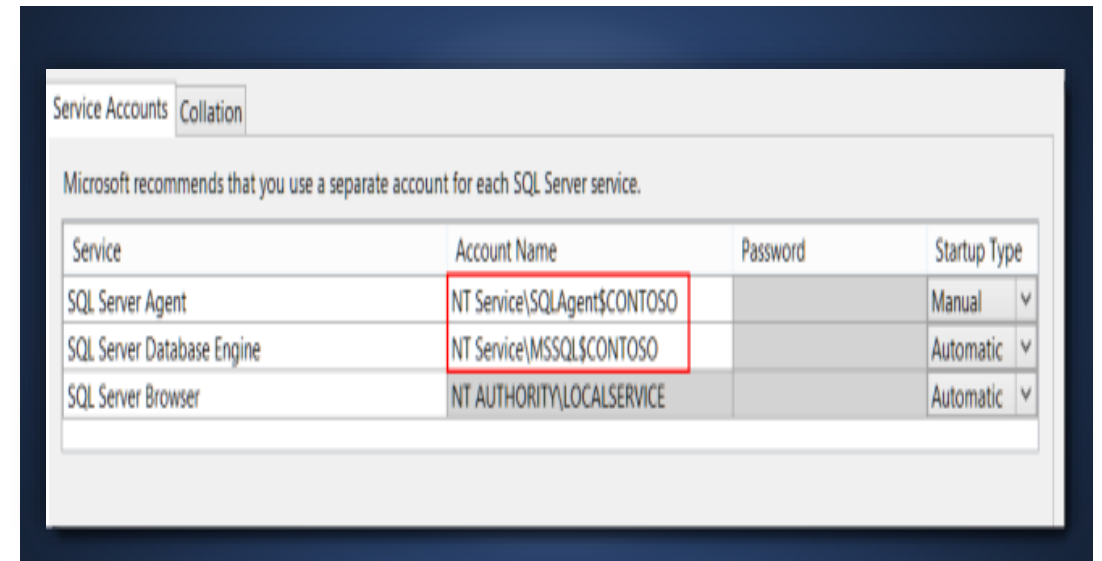 Service Accounts Collation
Microsoft recommends that you use a separate account for each SQL Server service.
Service Account Name Password Startup Type
SQL Server Agent NT Service\SQLAgent$CONTOSO Manual
SQL Server Database Engine NT Service\MSSQL$CONTOSO Automatic
SQL Server Browser NT AUTHORITY\LOCALSERVICE Automatic